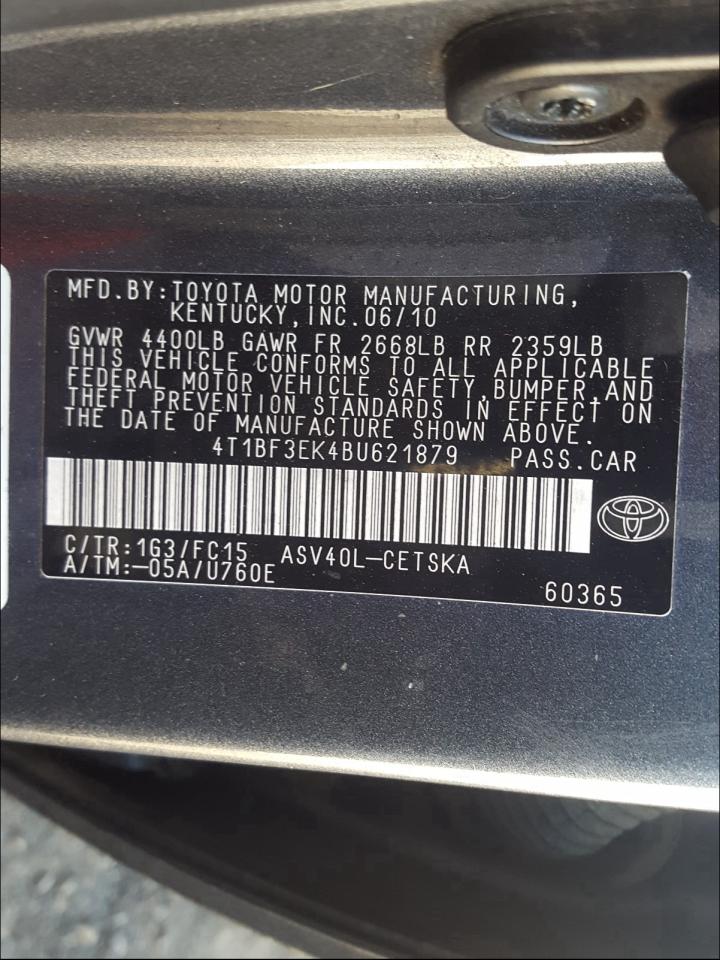 MFD.BY:TOYOTA MOTOR MANUFACTURING,
KENTUCKY,INC.06/10
GVWR 4400LB GAWR FR 2668LB RR 2359LB
THIS VEHICLE CONFORMS TO ALL APPLICABLE
FEDERAL MOTOR VEHICLE SAFETY,BUMPER,AND
THEFT PREVENTION STANDARDS IN EFFECT ON
THE DATE OF MANUFACTURE SHOWN ABOVE.
4T1BF3EK4BU621879 PASS.CAR
C/TR:1G3/FC15 ASV40L-CETSKA
A/TM:-05A/U760E
60365